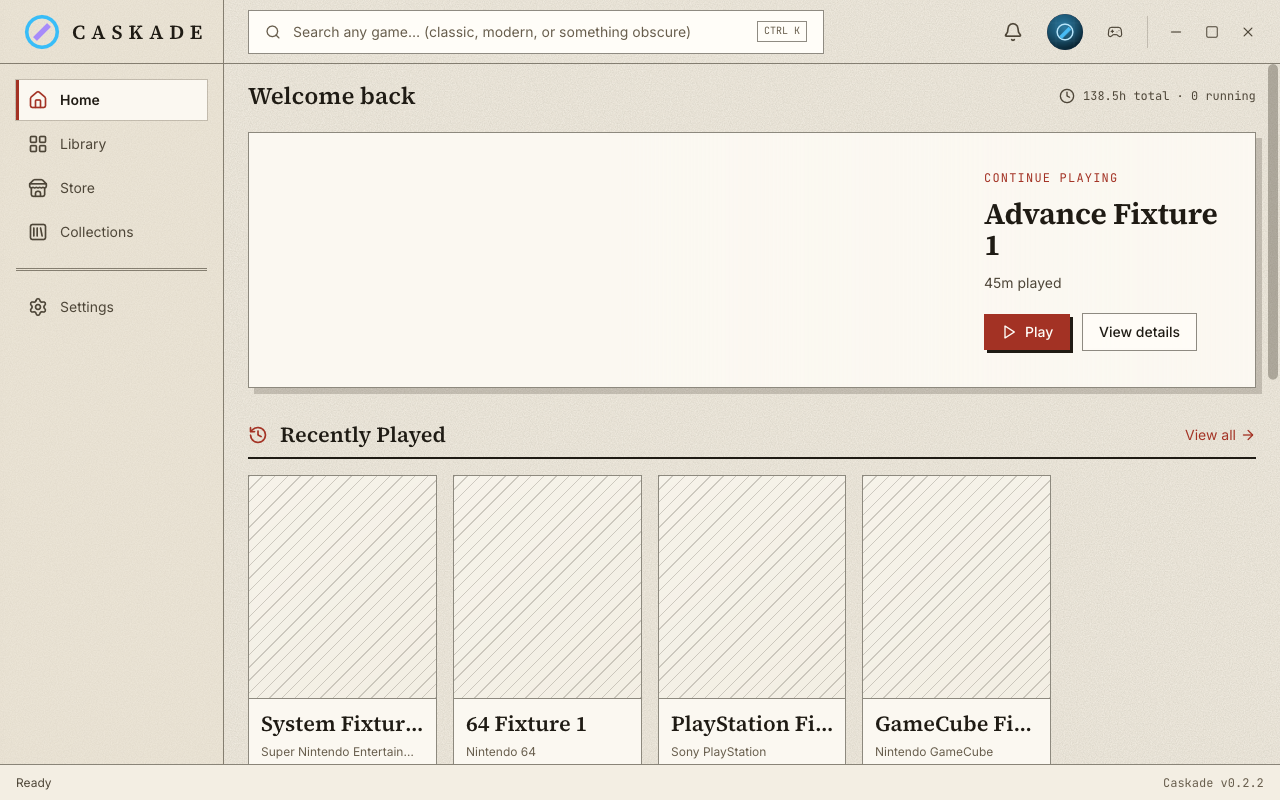 CASKADE
Search any game... (classic, modern, or something obscure)
CTRL K
Home
Library
Store
Collections
Settings
Welcome back
138.5h total · 0 running
CONTINUE PLAYING
Advance Fixture
1
45m played
Play
View details
Recently Played
View all
System Fixtur...
Super Nintendo Entertain...
64 Fixture 1
Nintendo 64
PlayStation Fi...
Sony PlayStation
GameCube Fi...
Nintendo GameCube
Ready
Caskade v0.2.2